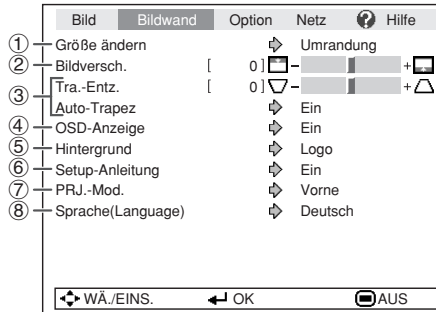 Bild Bildwand Option Netz ? Hilfe
① Größe ändern Umrandung
② Bildversch. [ 0 ] − +
③ Tra.-Entz. [ 0 ] − +
Auto-Trapez Ein
④ OSD-Anzeige Ein
⑤ Hintergrund Logo
⑥ Setup-Anleitung Ein
⑦ PRJ.-Mod. Vorne
⑧ Sprache(Language) Deutsch
WÄ./EINS. OK AUS